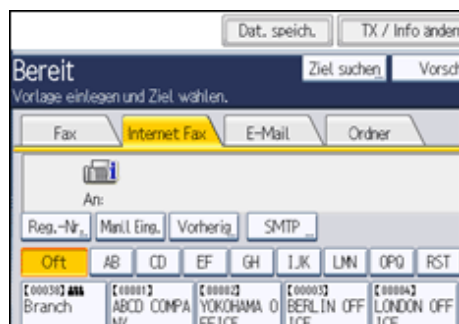 Dat. speich. TX / Info änder
Bereit Ziel suchen Vorsch
Vorlage einlegen und Ziel wählen.
Fax Internet Fax E-Mail Ordner
An:
Reg.-Nr. Manll Eing. Vorherig SMTP
Oft AB CD EF GH IJK LMN OPQ RST
[00030] [00001] [00002] [00003] [00004]
Branch ABCD COMPA YOKOHAMA O BERLIN OFF LONDON OFF
NY FFICE ICE ICE